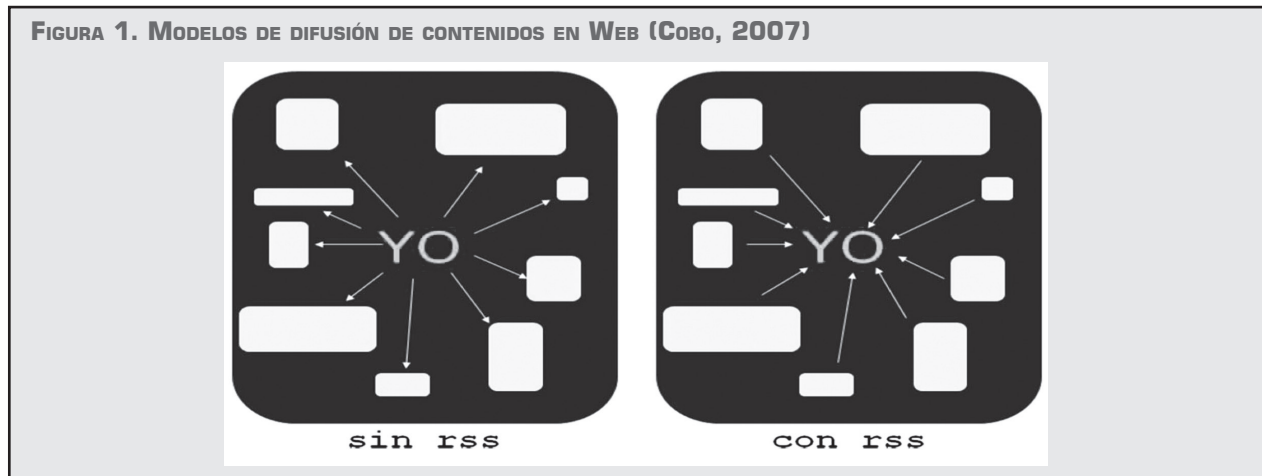 FIGURA 1. MODELOS DE DIFUSIÓN DE CONTENIDOS EN WEB (COBO, 2007)
YO
YO
sin rss
con rss